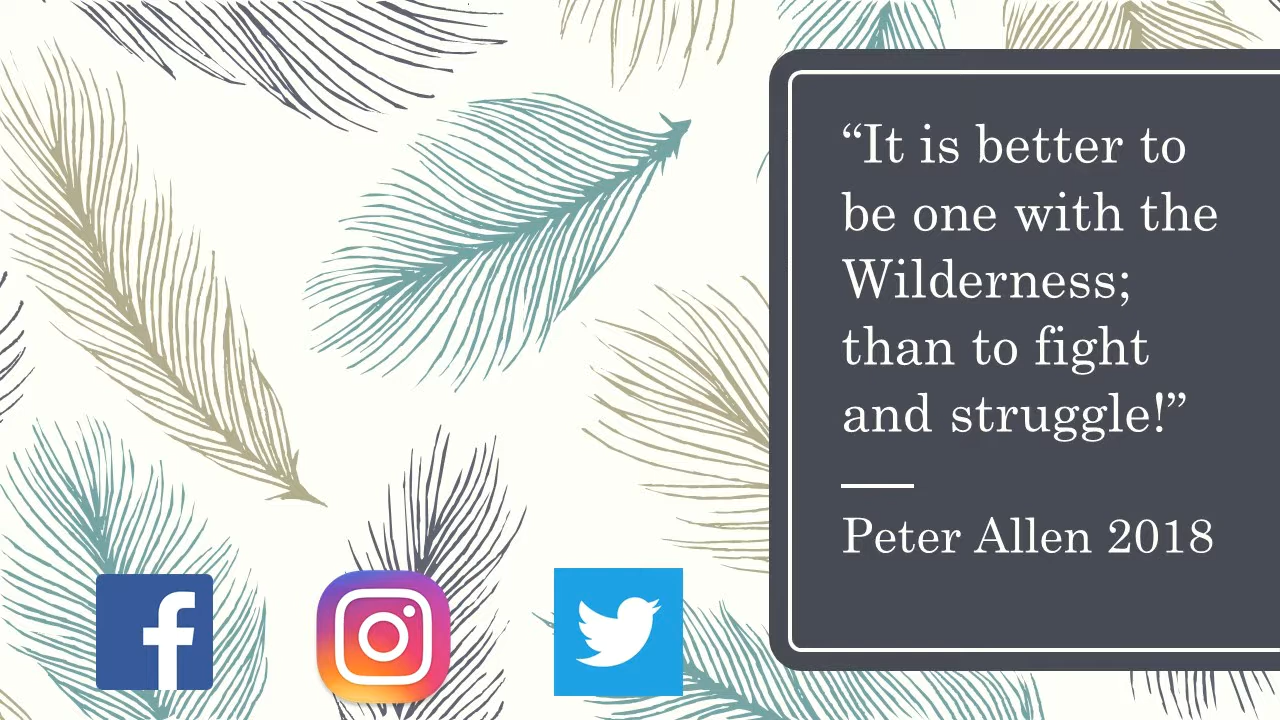 “It is better to
be one with the
Wilderness;
than to fight
and struggle!”
Peter Allen 2018